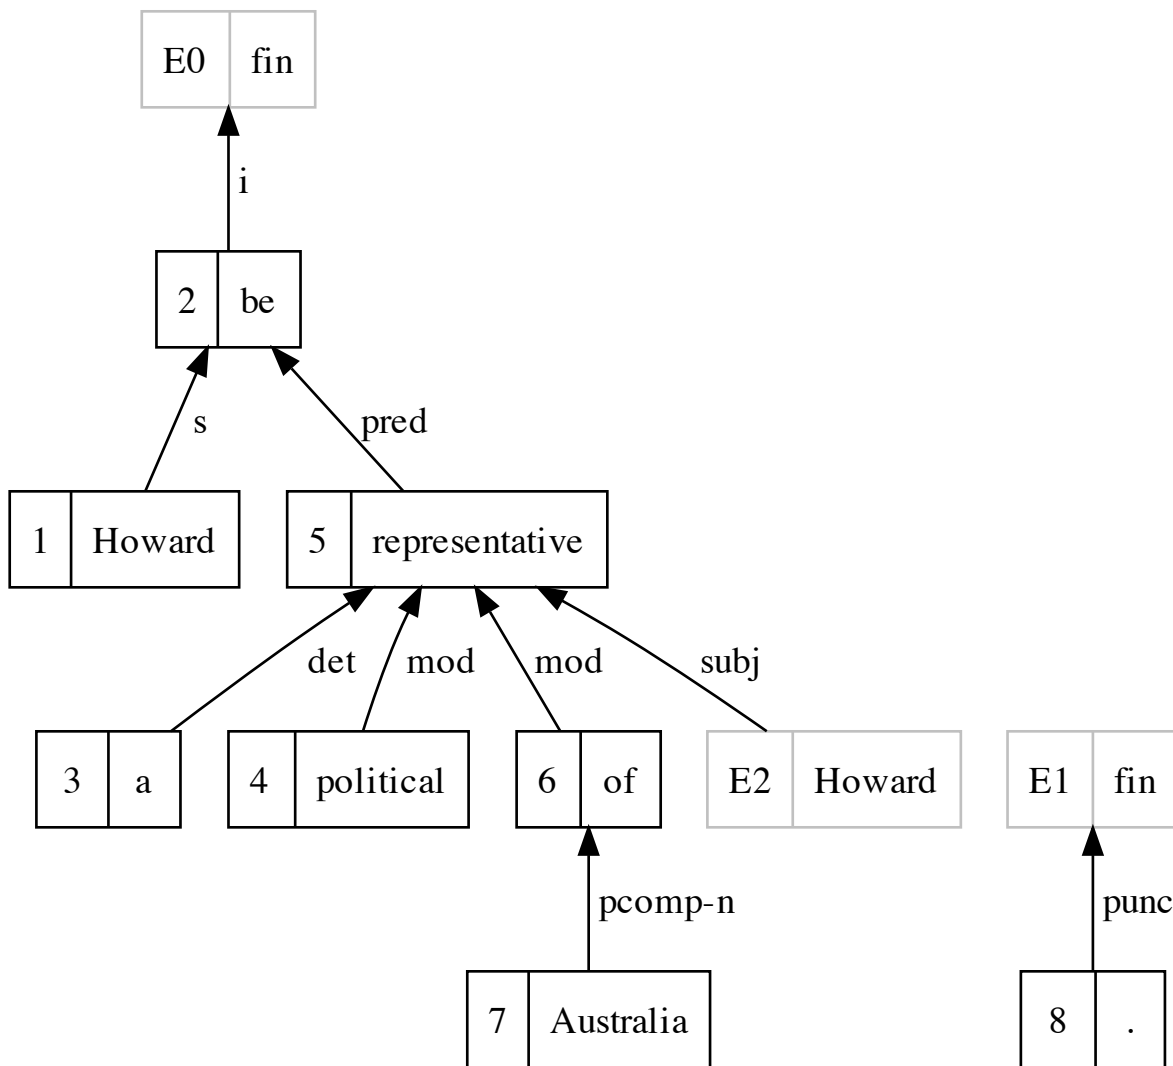 E0 fin
i
2 be
s pred
1 Howard 5 representative
det mod mod subj
3 a 4 political 6 of E2 Howard E1 fin
pcomp-n punc
7 Australia 8 .